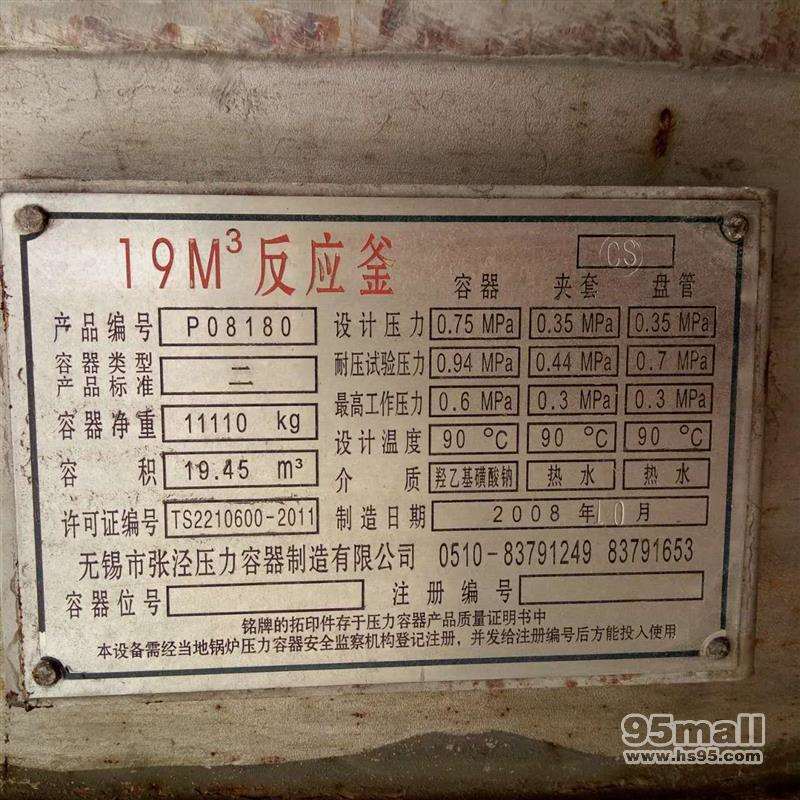 19M³反应釜 CS
容器 夹套 盘管
产品编号 P08180 设计压力 0.75 MPa 0.35 MPa 0.35 MPa
容器类型 产品标准 二 耐压试验压力 0.94 MPa 0.44 MPa 0.7 MPa
容器净重 11110 kg 最高工作压力 0.6 MPa 0.3 MPa 0.3 MPa
设计温度 90 ℃ 90 ℃ 90 ℃
容积 19.45 m³ 介质 羟乙基磺酸钠 热水 热水
许可证编号 TS2210600-2011 制造日期 2008年10月
无锡市张泾压力容器制造有限公司 0510-83791249 83791653
容器位号 注册编号
铭牌的拓印件存于压力容器产品质量证明书中
本设备需经当地锅炉压力容器安全监察机构登记注册，并发给注册编号后方能投入使用
95mall
www.hs95.com